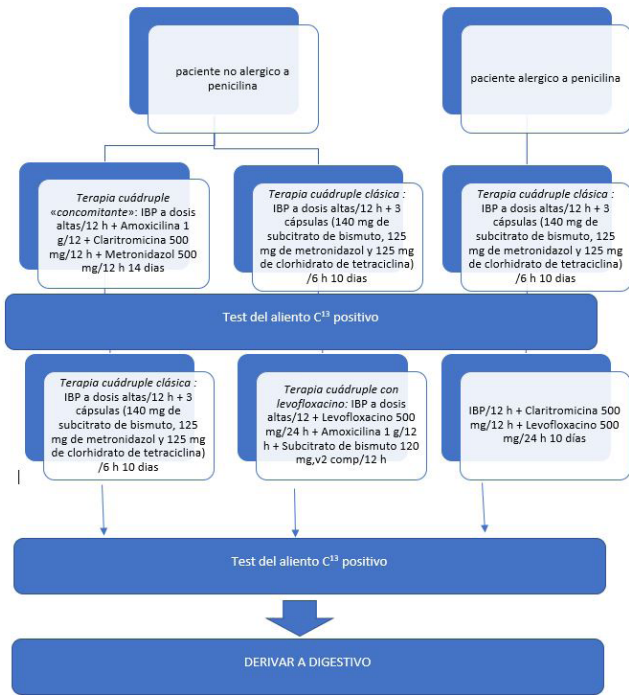 paciente no alergico a
penicilina
paciente alergico a penicilina
Terapia cuádruple
«concomitante»: IBP a dosis
altas/12 h + Amoxicilina 1
g/12 + Claritromicina 500
mg/12 h + Metronidazol 500
mg/12 h 14 dias
Terapia cuádruple clásica :
IBP a dosis altas/12 h + 3
cápsulas (140 mg de
subcitrato de bismuto, 125
mg de metronidazol y 125 mg
de clorhidrato de tetraciclina)
/6 h 10 dias
Terapia cuádruple clásica :
IBP a dosis altas/12 h + 3
cápsulas (140 mg de
subcitrato de bismuto, 125
mg de metronidazol y 125 mg
de clorhidrato de tetraciclina)
/6 h 10 dias
Test del aliento C¹³ positivo
Terapia cuádruple clásica :
IBP a dosis altas/12 h + 3
cápsulas (140 mg de
subcitrato de bismuto, 125
mg de metronidazol y 125 mg
de clorhidrato de tetraciclina)
/6 h 10 dias
Terapia cuádruple con
levofloxacino: IBP a dosis
altas/12 + Levofloxacino 500
mg/24 h + Amoxicilina 1 g/12
h + Subcitrato de bismuto 120
mg,v2 comp/12 h
IBP/12 h + Claritromicina 500
mg/12 h + Levofloxacino 500
mg/24 h 10 días
Test del aliento C¹³ positivo
DERIVAR A DIGESTIVO